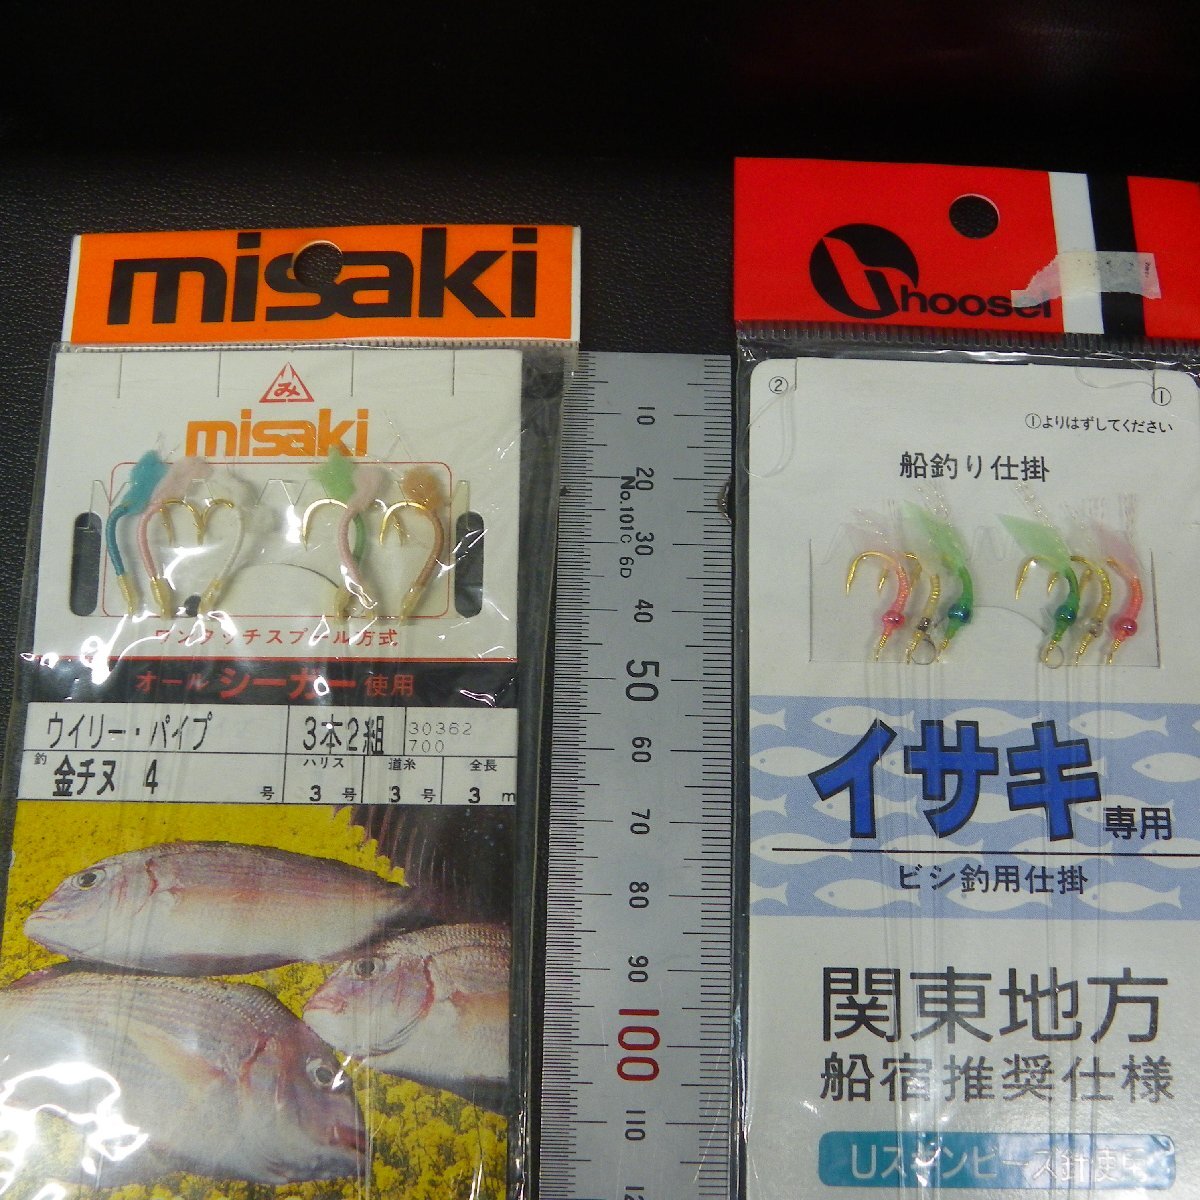 misaki
み
misaki
ワンタッチスプール方式
オール シーガー 使用
ウイリー・パイプ 3本2組 30362 700
釣 金チヌ 4 号 ハリス 3号 道糸 3号 全長 3m
10
20
30
40
50
60
70
80
90
100
110
No.101C 6D
hoosei
② ①
①よりはずしてください
船釣り仕掛
イサキ専用
ビシ釣用仕掛
関東地方
船宿推奨仕様